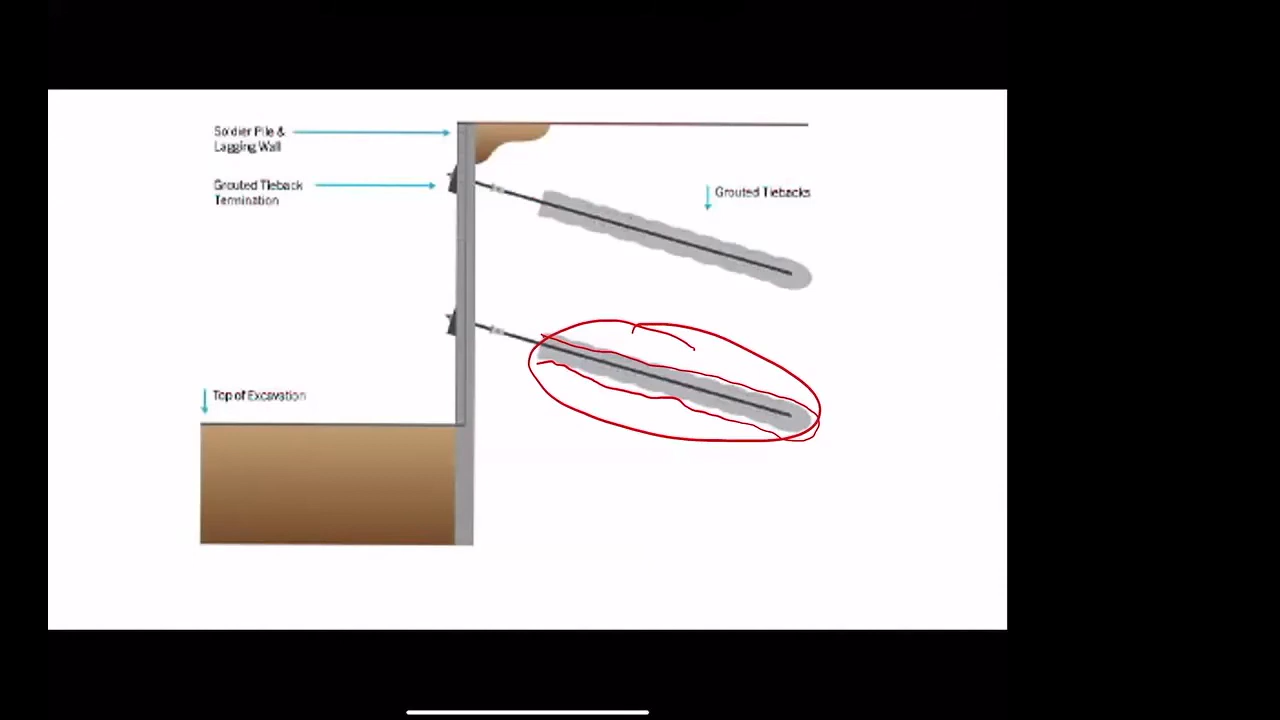 Soldier Pile &
Lagging Wall
Grouted Tieback
Termination
Grouted Tiebacks
Top of Excavation